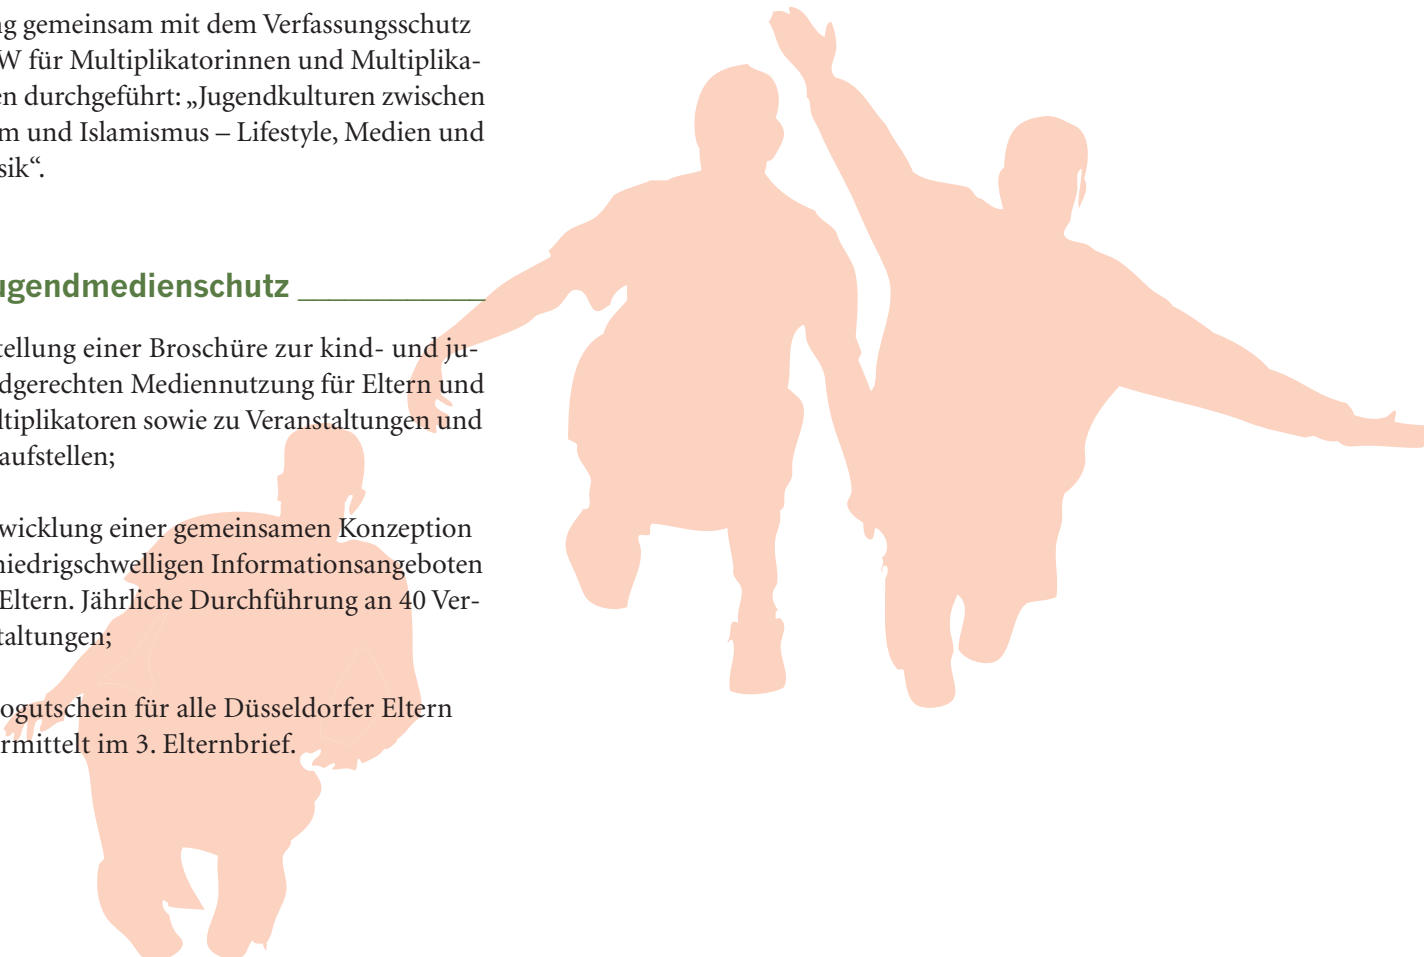 ng gemeinsam mit dem Verfassungsschutz
W für Multiplikatorinnen und Multiplika-
en durchgeführt: „Jugendkulturen zwischen
m und Islamismus – Lifestyle, Medien und
sik“.
ugendmedienschutz ____________
tellung einer Broschüre zur kind- und ju-
dgerechten Mediennutzung für Eltern und
ltiplikatoren sowie zu Veranstaltungen und
aufstellen;
wicklung einer gemeinsamen Konzeption
niedrigschwelligen Informationsangeboten
Eltern. Jährliche Durchführung an 40 Ver-
taltungen;
ogutschein für alle Düsseldorfer Eltern
rmittelt im 3. Elternbrief.